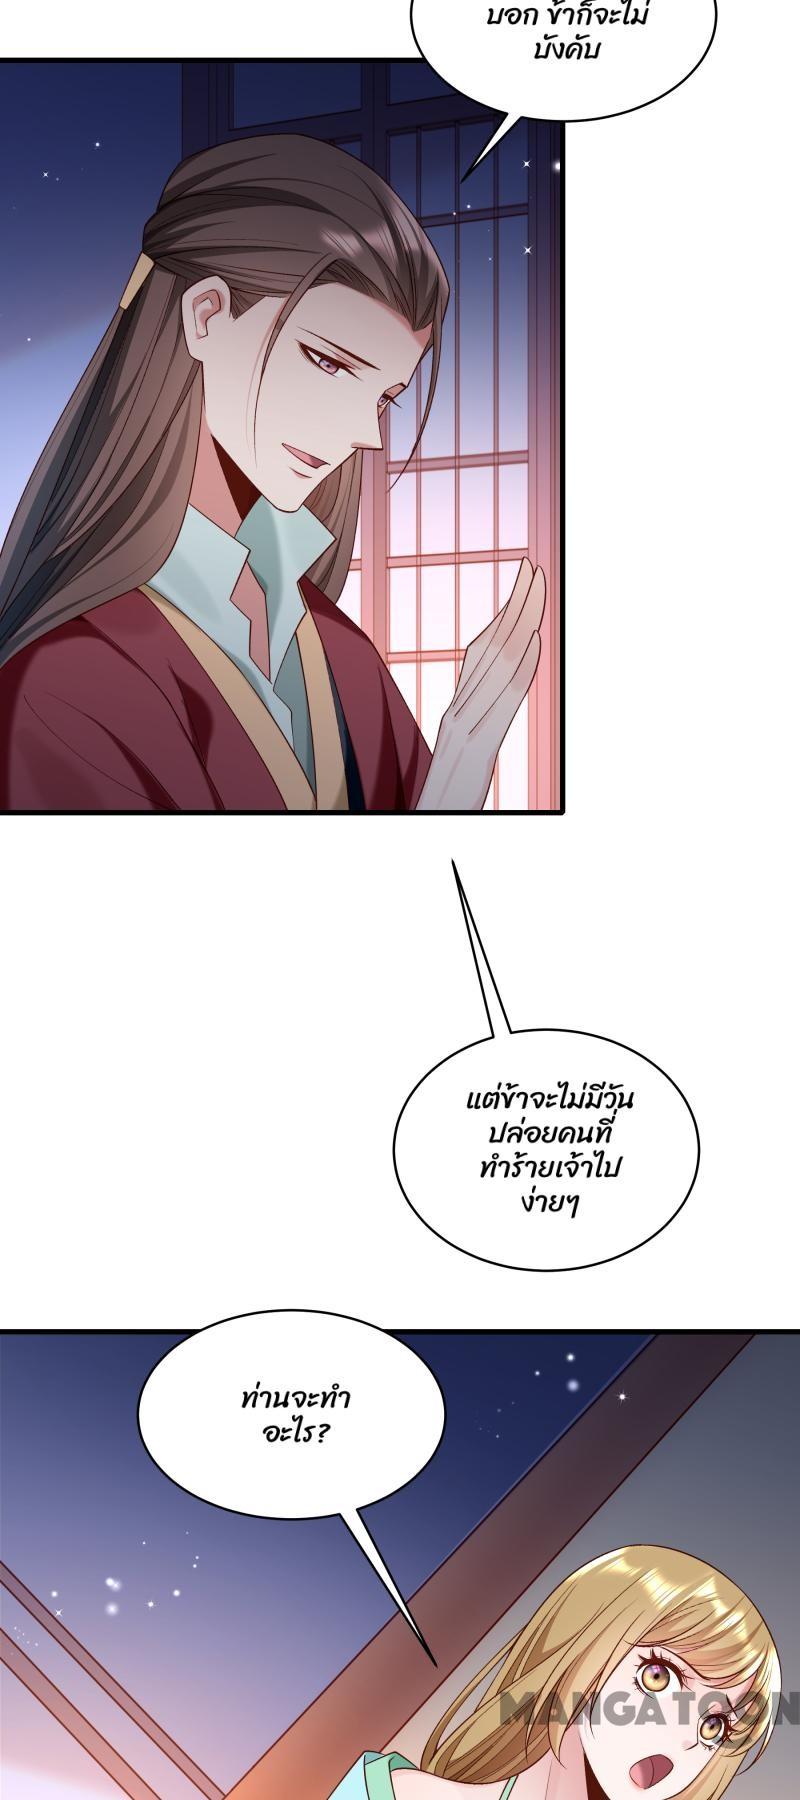 บอก ข้าก็จะไม่
บังคับ
แต่ข้าจะไม่มีวัน
ปล่อยคนที่
ทำร้ายเจ้าไป
ง่ายๆ
ท่านจะทำ
อะไร?
MANGATOON